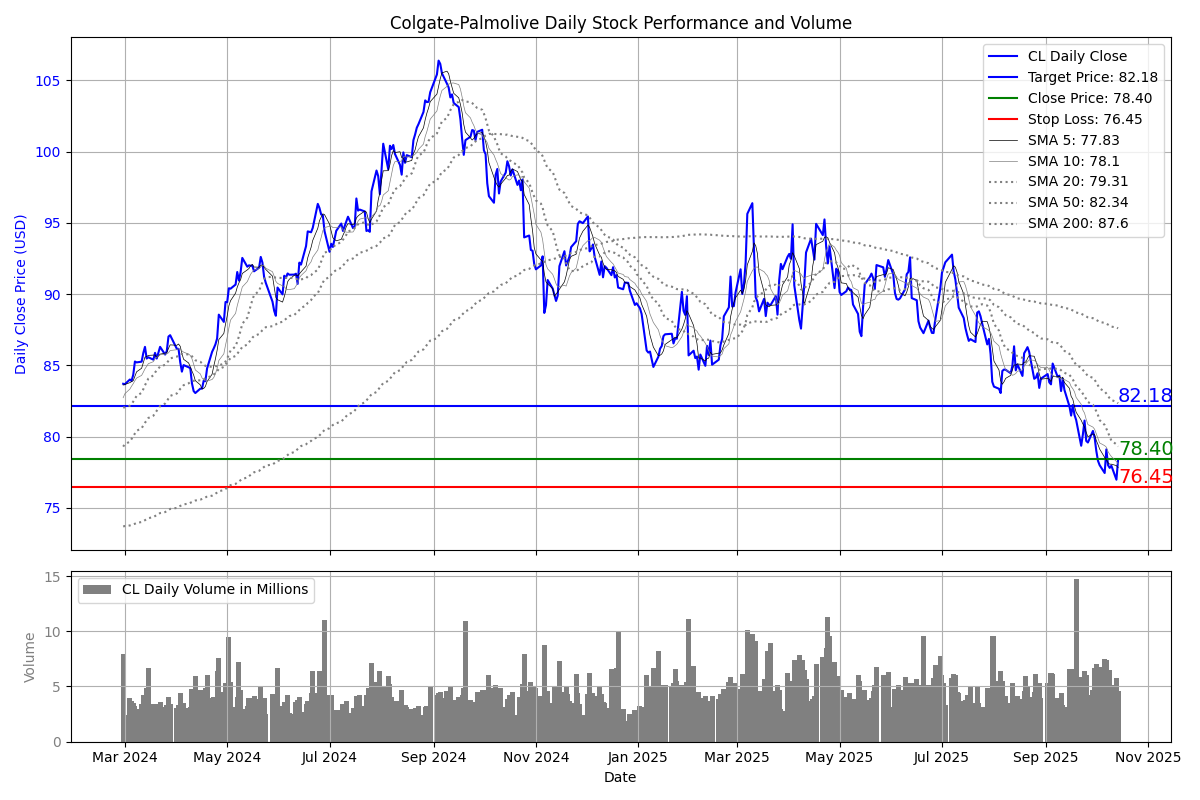 Colgate-Palmolive Daily Stock Performance and Volume
Daily Close Price (USD)
105
100
95
90
85
80
75
CL Daily Close
Target Price: 82.18
Close Price: 78.40
Stop Loss: 76.45
SMA 5: 77.83
SMA 10: 78.1
SMA 20: 79.31
SMA 50: 82.34
SMA 200: 87.6
82.18
78.40
76.45
Volume
15
10
5
0
CL Daily Volume in Millions
Mar 2024 May 2024 Jul 2024 Sep 2024 Nov 2024 Jan 2025 Mar 2025 May 2025 Jul 2025 Sep 2025 Nov 2025
Date